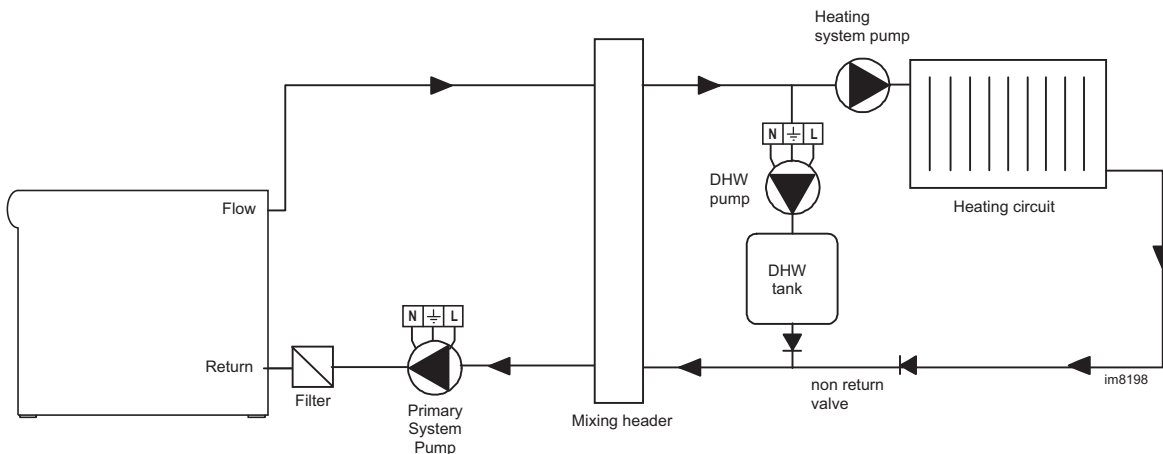 Heating
system pump
N ⏚ L
Flow
DHW
pump
Heating circuit
DHW
tank
N ⏚ L
Return
Filter
Primary
System
Pump
Mixing header
non return
valve
im8198